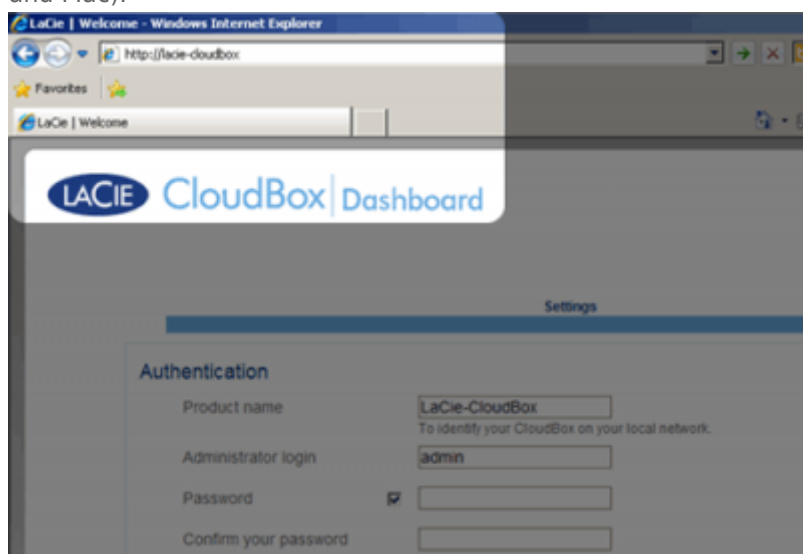 LaCie | Welcome - Windows Internet Explorer
http://lacie-cloudbox
Favorites
LaCie | Welcome
LACIE CloudBox | Dashboard
Settings
Authentication
Product name LaCie-CloudBox
To identify your CloudBox on your local network.
Administrator login admin
Password
Confirm your password